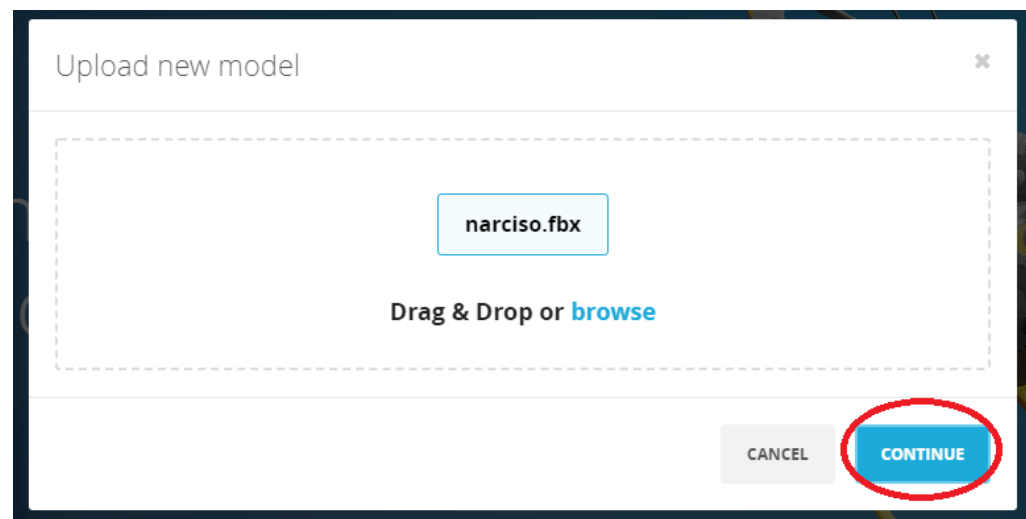 Upload new model
narciso.fbx
Drag & Drop or browse
CANCEL
CONTINUE